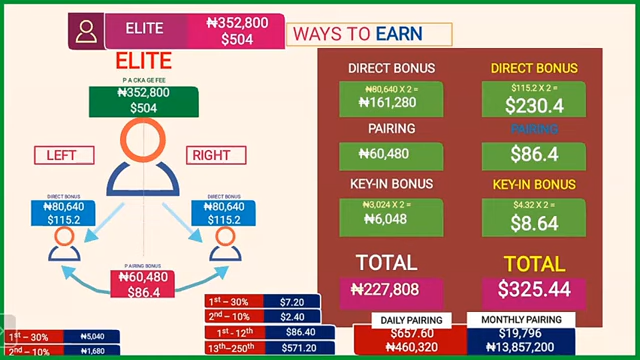 ELITE
₦352,800
$504
WAYS TO EARN
ELITE
PACKAGE FEE
₦352,800
$504
LEFT
RIGHT
DIRECT BONUS
₦80,640
$115.2
DIRECT BONUS
₦80,640
$115.2
PAIRING BONUS
₦60,480
$86.4
1st – 30% ₦5,040
2nd – 10% ₦1,680
1st – 30% $7.20
2nd – 10% $2.40
1st - 12th $86.40
13th–250th $571.20
DIRECT BONUS
₦80,640 X 2 =
₦161,280
PAIRING
₦60,480
KEY-IN BONUS
₦3,024 X 2 =
₦6,048
TOTAL
₦227,808
DIRECT BONUS
$115.2 X 2 =
$230.4
PAIRING
$86.4
KEY-IN BONUS
$4.32 X 2 =
$8.64
TOTAL
$325.44
DAILY PAIRING
$657.60
₦460,320
MONTHLY PAIRING
$19,796
₦13,857,200